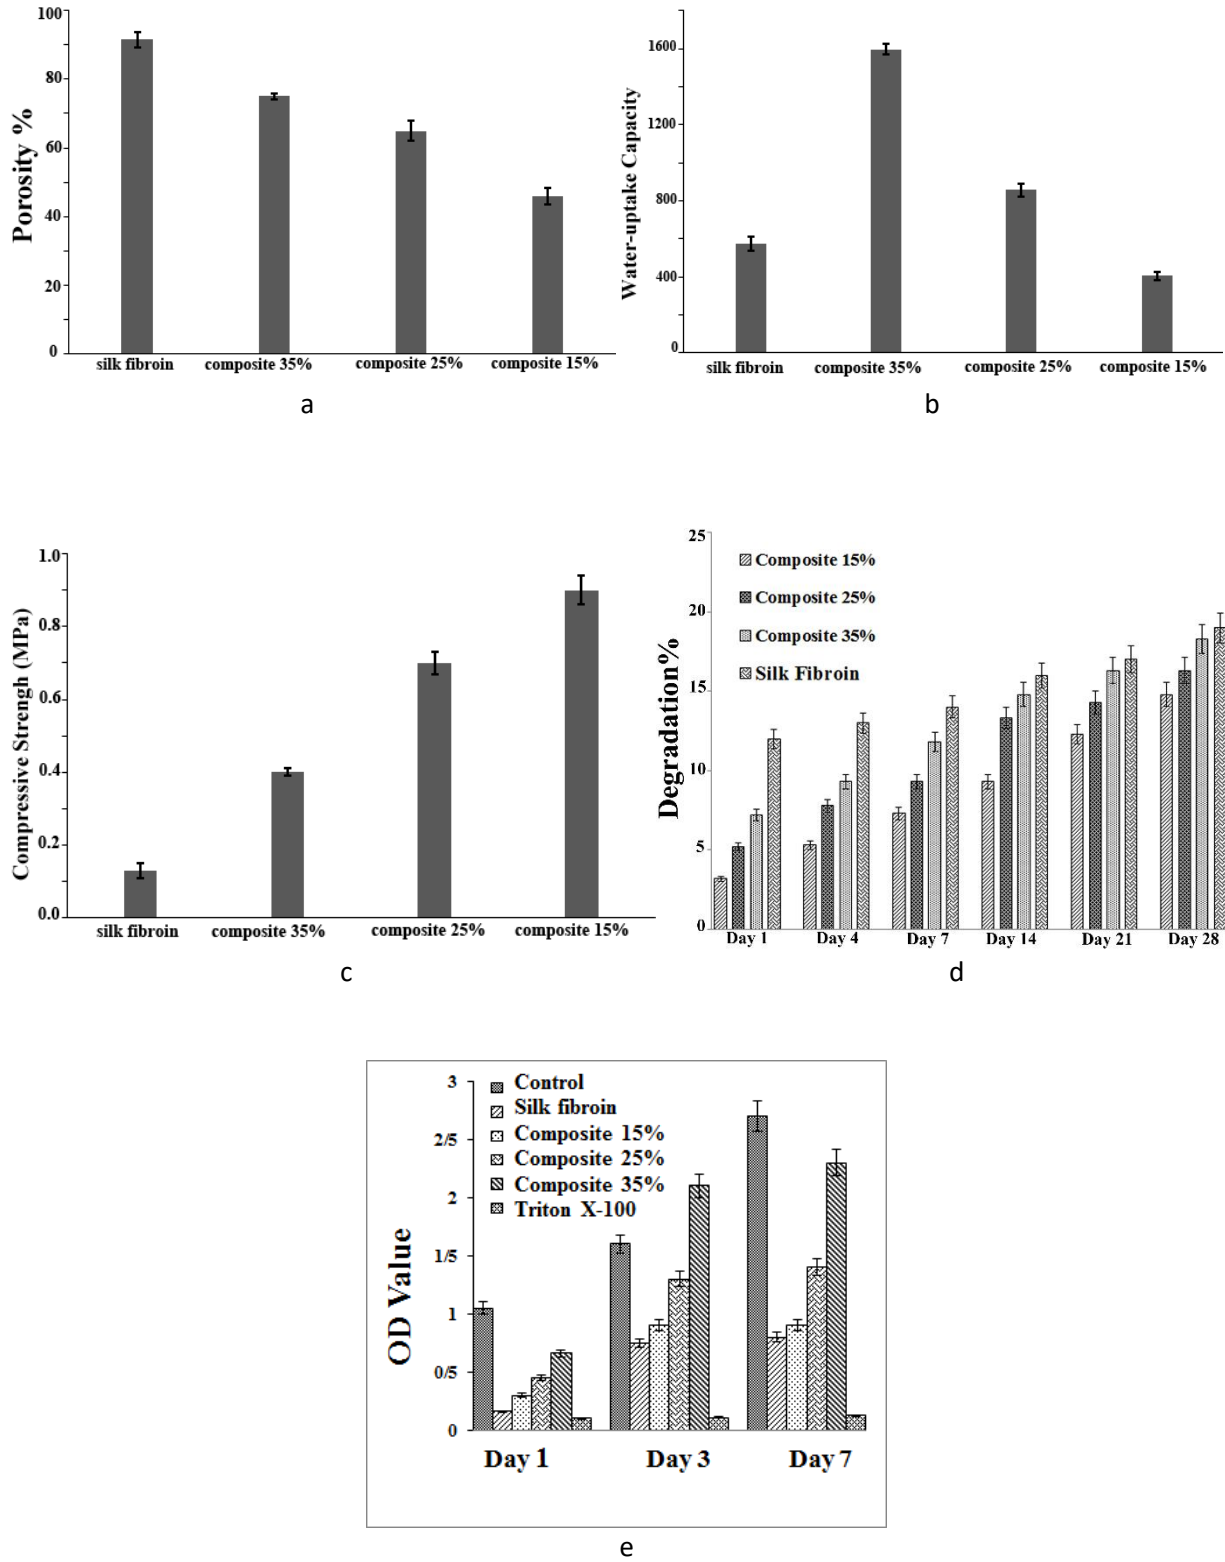 100
80
60
40
20
0
Porosity %
silk fibroin composite 35% composite 25% composite 15%
a
1600
1200
800
400
0
Water-uptake Capacity
silk fibroin composite 35% composite 25% composite 15%
b
1.0
0.8
0.6
0.4
0.2
0.0
Compressive Strengh (MPa)
silk fibroin composite 35% composite 25% composite 15%
c
25
20
15
10
5
0
Degradation%
Composite 15%
Composite 25%
Composite 35%
Silk Fibroin
Day 1 Day 4 Day 7 Day 14 Day 21 Day 28
d
3
2/5
2
1/5
1
0/5
0
OD Value
Control
Silk fibroin
Composite 15%
Composite 25%
Composite 35%
Triton X-100
Day 1 Day 3 Day 7
e